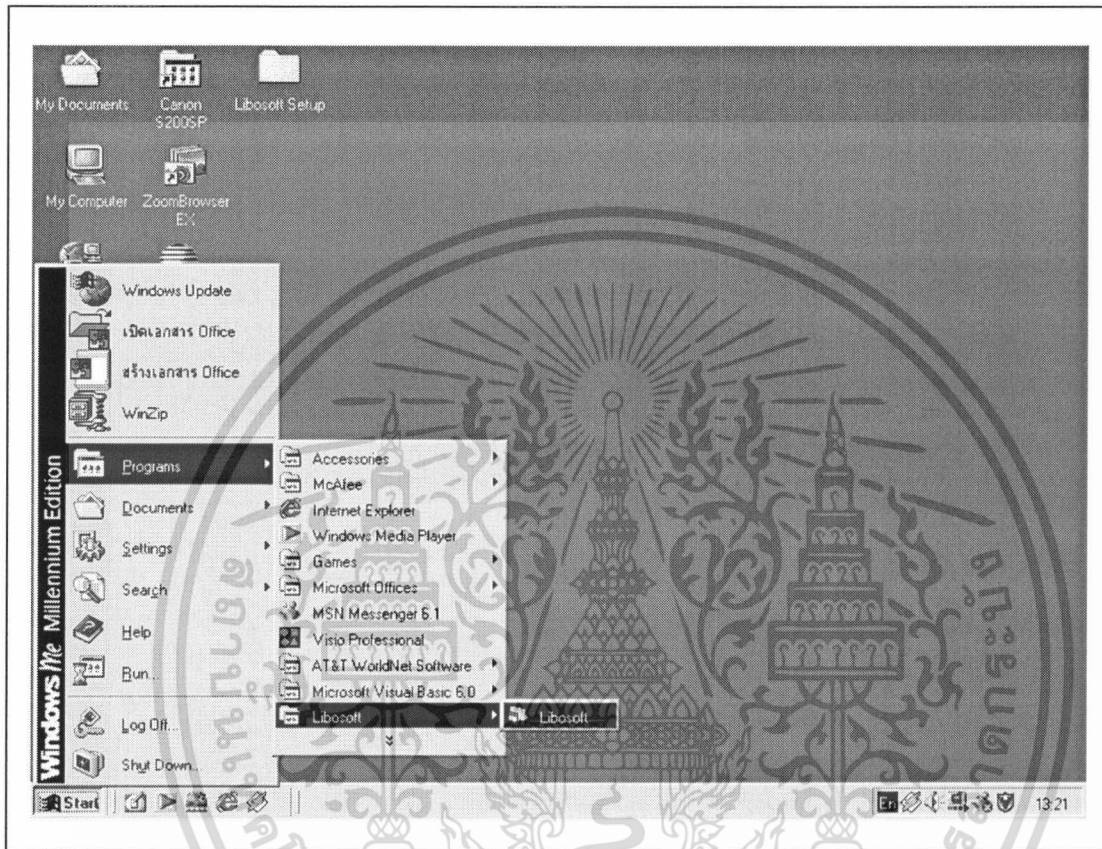 My Documents
Canon
S200SP
Libosoft Setup
My Computer
ZoomBrowser
EX
Windows Update
เปิดเอกสาร Office
สร้างเอกสาร Office
WinZip
Programs
Documents
Settings
Search
Help
Run...
Log Off...
Shut Down...
Windows Me Millennium Edition
Accessories
McAfee
Internet Explorer
Windows Media Player
Games
Microsoft Offices
MSN Messenger 6.1
Visio Professional
AT&T WorldNet Software
Microsoft Visual Basic 6.0
Libosoft
Libosoft
Start
En
13:21